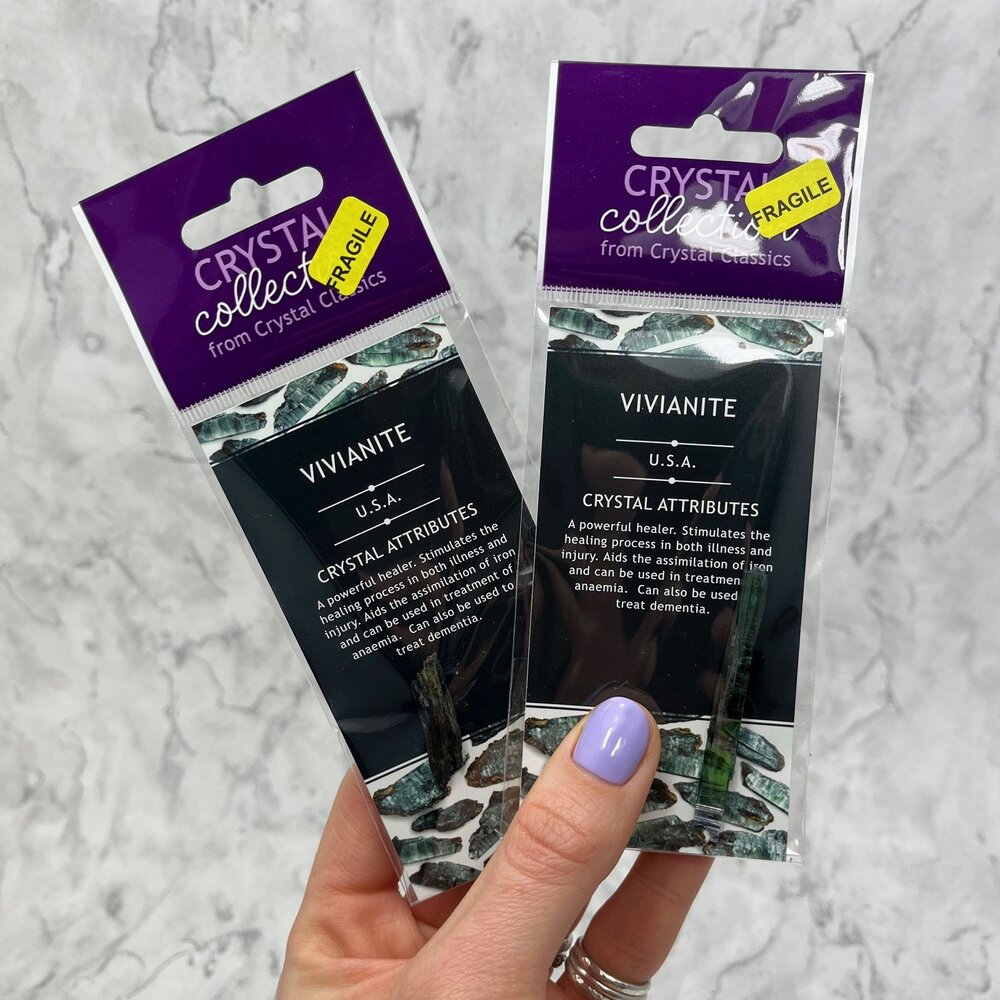 CRYSTAL
collection
from Crystal Classics
FRAGILE
VIVIANITE
U.S.A.
CRYSTAL ATTRIBUTES
A powerful healer. Stimulates the
healing process in both illness and
injury. Aids the assimilation of iron
and can be used in treatment of
anaemia. Can also be used to
treat dementia.
CRYSTAL
collection
from Crystal Classics
FRAGILE
VIVIANITE
U.S.A.
CRYSTAL ATTRIBUTES
A powerful healer. Stimulates the
healing process in both illness and
injury. Aids the assimilation of iron
and can be used in treatmen
anaemia. Can also be used
treat dementia.